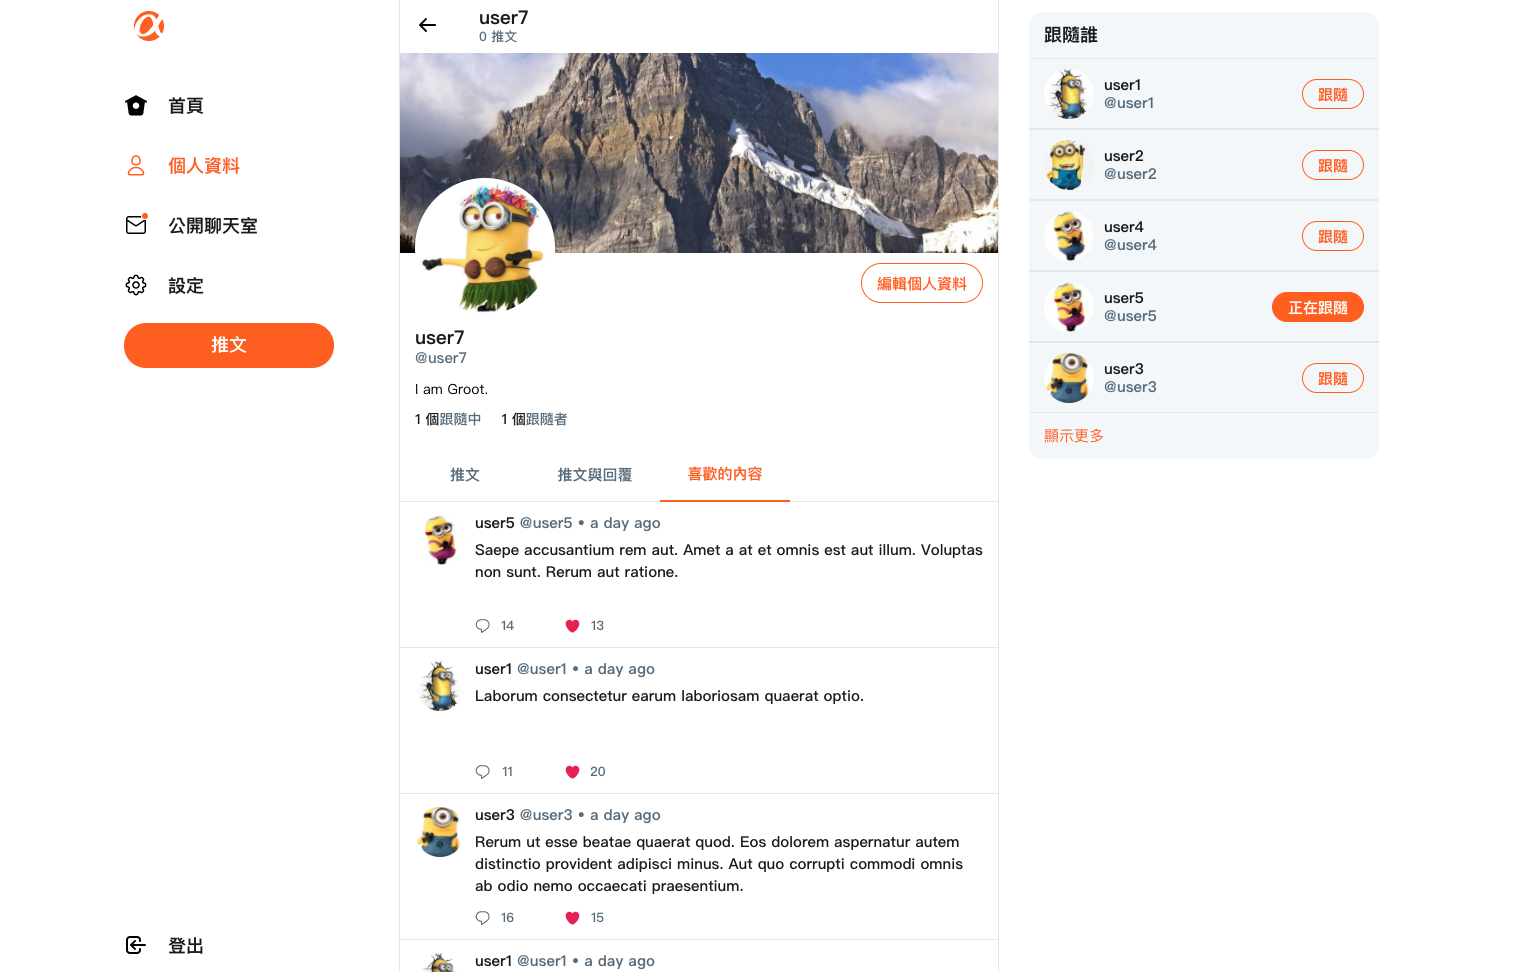 首頁
個人資料
公開聊天室
設定
推文
登出
user7
0 推文
編輯個人資料
user7
@user7
I am Groot.
1 個跟隨中 1 個跟隨者
推文 推文與回覆 喜歡的內容
user5 @user5 • a day ago
Saepe accusantium rem aut. Amet a at et omnis est aut illum. Voluptas
non sunt. Rerum aut ratione.
14 13
user1 @user1 • a day ago
Laborum consectetur earum laboriosam quaerat optio.
11 20
user3 @user3 • a day ago
Rerum ut esse beatae quaerat quod. Eos dolorem aspernatur autem
distinctio provident adipisci minus. Aut quo corrupti commodi omnis
ab odio nemo occaecati praesentium.
16 15
user1 @user1 • a day ago
跟隨誰
user1
@user1
跟隨
user2
@user2
跟隨
user4
@user4
跟隨
user5
@user5
正在跟隨
user3
@user3
跟隨
顯示更多